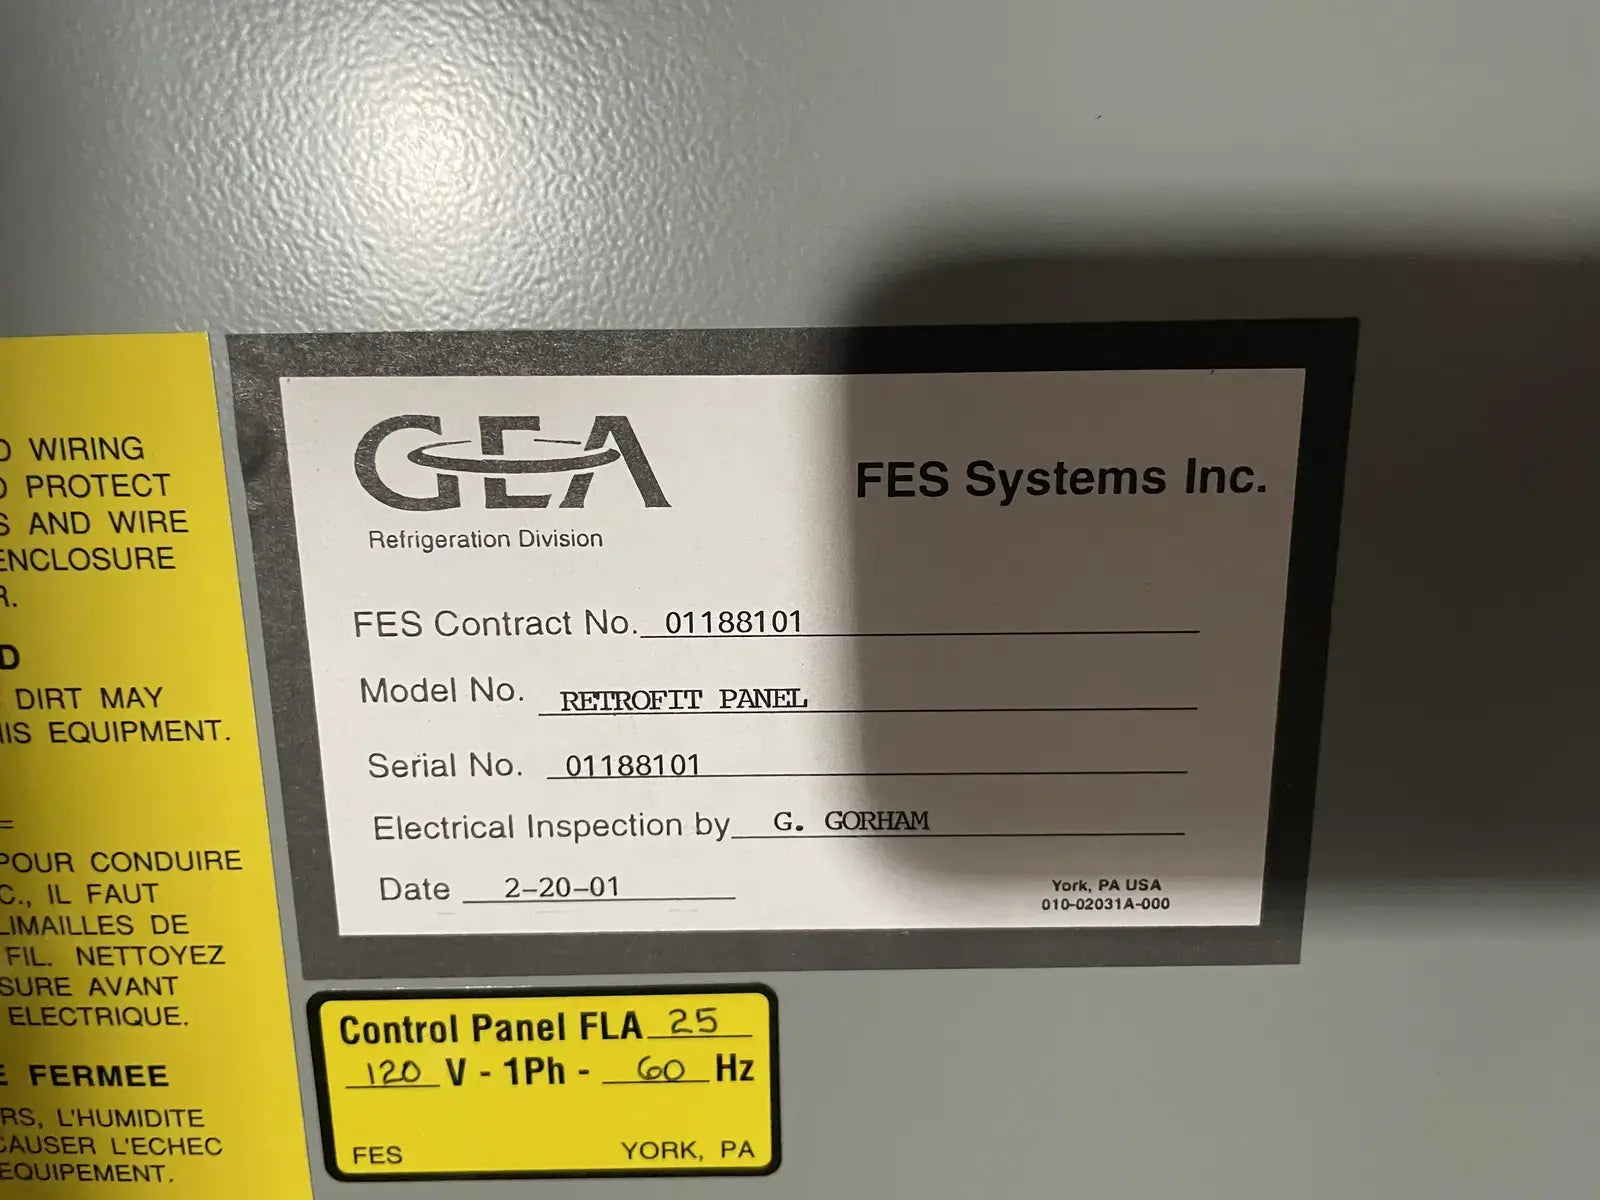 WIRING
PROTECT
AND WIRE
ENCLOSURE
D
DIRT MAY
EQUIPMENT.
POUR CONDUIRE
C., IL FAUT
LIMAILLES DE
FIL. NETTOYEZ
SURE AVANT
ELECTRIQUE.
FERMEE
RS, L'HUMIDITE
CAUSER L'ECHEC
EQUIPEMENT.
GEA
Refrigeration Division
FES Systems Inc.
FES Contract No. 01188101
Model No. RETROFIT PANEL
Serial No. 01188101
Electrical Inspection by G. GORHAM
Date 2-20-01
York, PA USA
010-02031A-000
Control Panel FLA 25
120 V - 1Ph - 60 Hz
FES YORK, PA